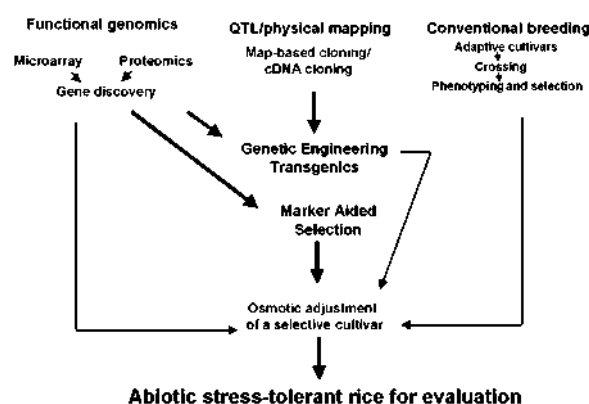 Functional genomics
QTL/physical mapping
Conventional breeding
Microarray
Proteomics
Gene discovery
Map-based cloning/
cDNA cloning
Adaptive cultivars
Crossing
Phenotyping and selection
Genetic Engineering
Transgenics
Marker Aided
Selection
Osmotic adjustment
of a selective cultivar
Abiotic stress-tolerant rice for evaluation